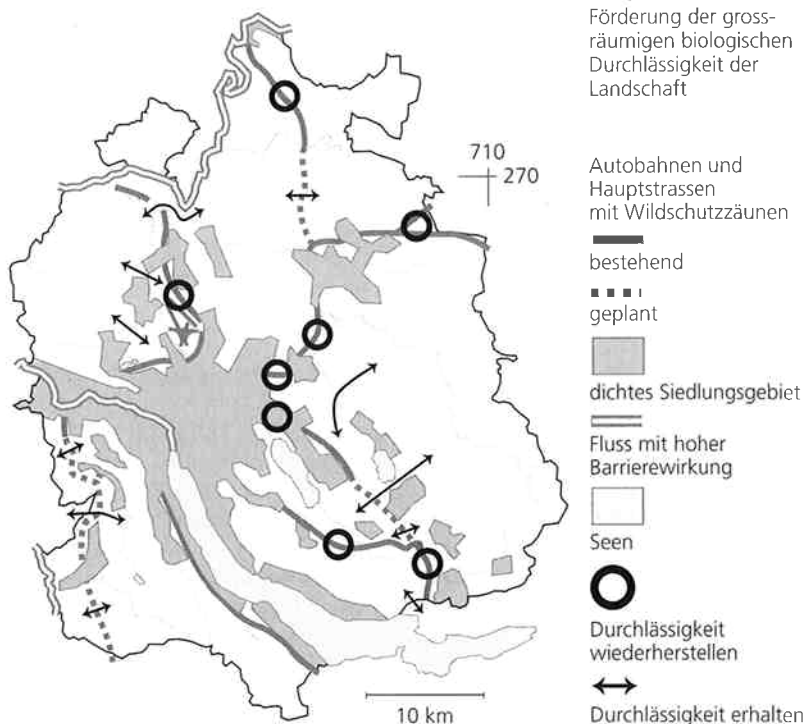 Förderung der gross-
räumigen biologischen
Durchlässigkeit der
Landschaft
710
270
Autobahnen und
Hauptstrassen
mit Wildschutzzäunen
bestehend
geplant
dichtes Siedlungsgebiet
Fluss mit hoher
Barrierewirkung
Seen
Durchlässigkeit
wiederherstellen
Durchlässigkeit erhalten
10 km